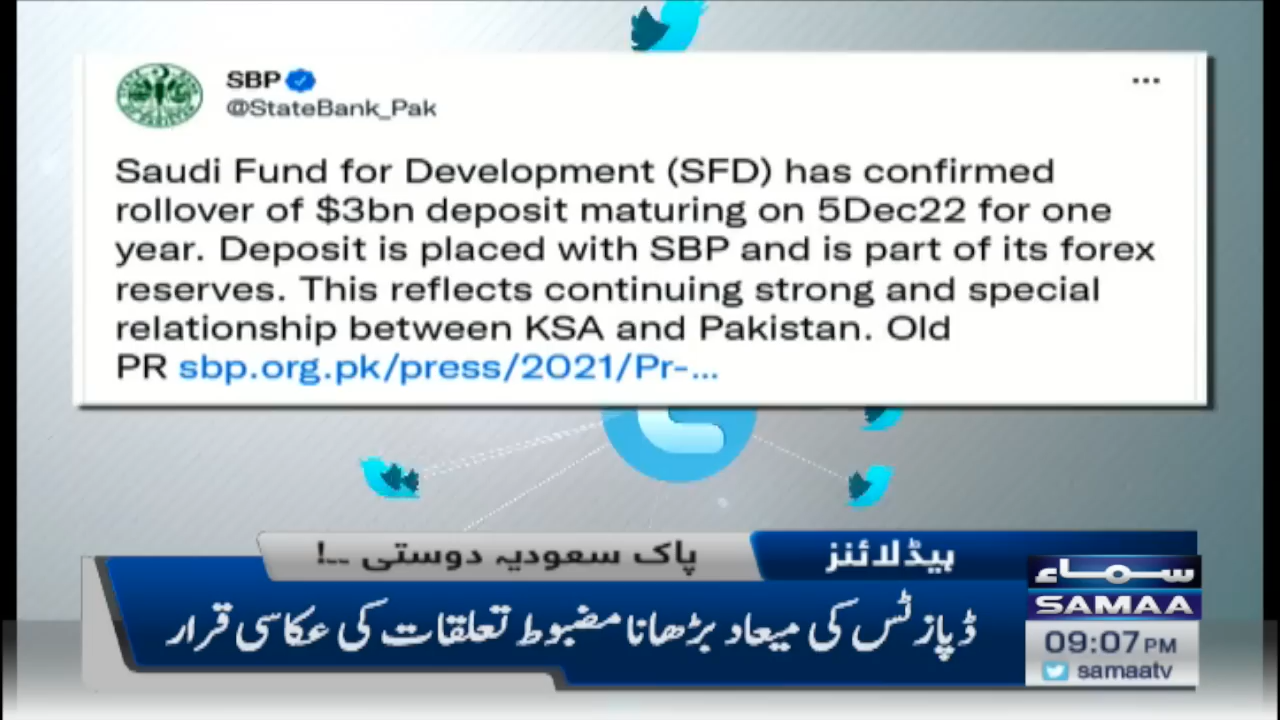 SBP
@StateBank_Pak
Saudi Fund for Development (SFD) has confirmed
rollover of $3bn deposit maturing on 5Dec22 for one
year. Deposit is placed with SBP and is part of its forex
reserves. This reflects continuing strong and special
relationship between KSA and Pakistan. Old
PR sbp.org.pk/press/2021/Pr-...
ہیڈلائنز
پاک سعودیہ دوستی ..!
ڈپازٹس کی میعاد بڑھانا مضبوط تعلقات کی عکاسی قرار
سماء
SAMAA
09:07 PM
samaatv